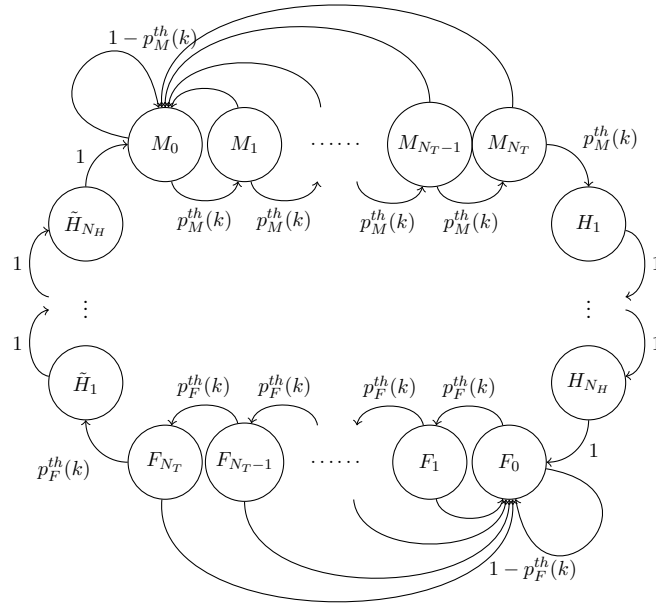 1 − p_M^{th}(k)
M_0 M_1 ⋯⋯ M_{N_T−1} M_{N_T}
p_M^{th}(k)
1
p_M^{th}(k) p_M^{th}(k) p_M^{th}(k) p_M^{th}(k)
H̃_{N_H} H_1
1 1
⋮ ⋮
1 1
H̃_1 H_{N_H}
p_F^{th}(k) p_F^{th}(k) p_F^{th}(k) p_F^{th}(k)
1
p_F^{th}(k)
F_{N_T} F_{N_T−1} ⋯⋯ F_1 F_0
1 − p_F^{th}(k)